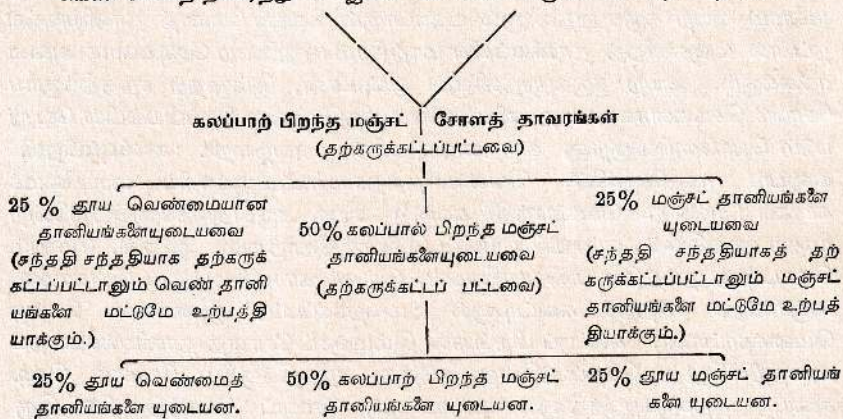 கலப்பாற் பிறந்த மஞ்சட் சோளத் தாவரங்கள்
(தற்கருக்கட்டப்பட்டவை)
25 % தூய வெண்மையான
தானியங்களையுடையவை
(சந்ததி சந்ததியாக தற்கருக்
கட்டப்பட்டாலும் வெண் தானி
யங்களை மட்டுமே உற்பத்தி
யாக்கும்.)
50% கலப்பால் பிறந்த மஞ்சட்
தானியங்களையுடையவை
(தற்கருக்கட்டப் பட்டவை)
25% மஞ்சட் தானியங்களை
யுடையவை
(சந்ததி சந்ததியாகத் தற்
கருக்கட்டப்பட்டாலும் மஞ்சட்
தானியங்களை மட்டுமே உற்பத்
தியாக்கும்.)
25% தூய வெண்மைத்
தானியங்களை யுடையன.
50% கலப்பாற் பிறந்த மஞ்சட்
தானியங்களை யுடையன.
25% தூய மஞ்சட் தானியங்
களை யுடையன.